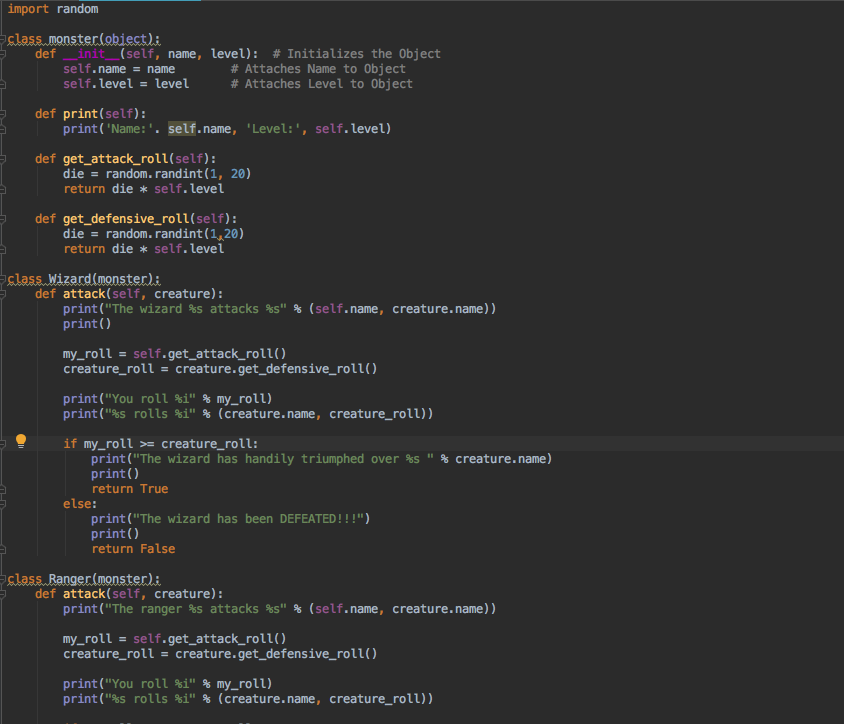 import random
class monster(object):
def __init__(self, name, level):  # Initializes the Object
self.name = name        # Attaches Name to Object
self.level = level      # Attaches Level to Object
def print(self):
print('Name:'. self.name, 'Level:', self.level)
def get_attack_roll(self):
die = random.randint(1, 20)
return die * self.level
def get_defensive_roll(self):
die = random.randint(1,20)
return die * self.level
class Wizard(monster):
def attack(self, creature):
print("The wizard %s attacks %s" % (self.name, creature.name))
print()
my_roll = self.get_attack_roll()
creature_roll = creature.get_defensive_roll()
print("You roll %i" % my_roll)
print("%s rolls %i" % (creature.name, creature_roll))
if my_roll >= creature_roll:
print("The wizard has handily triumphed over %s " % creature.name)
print()
return True
else:
print("The wizard has been DEFEATED!!!")
print()
return False
class Ranger(monster):
def attack(self, creature):
print("The ranger %s attacks %s" % (self.name, creature.name))
my_roll = self.get_attack_roll()
creature_roll = creature.get_defensive_roll()
print("You roll %i" % my_roll)
print("%s rolls %i" % (creature.name, creature_roll))